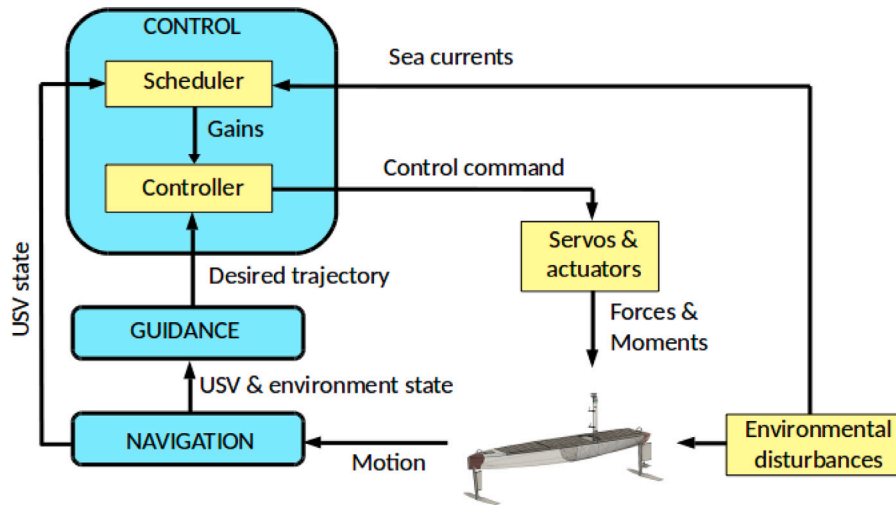 CONTROL
Sea currents
Scheduler
Gains
Controller
Control command
Servos &
actuators
USV state
Desired trajectory
Forces &
Moments
GUIDANCE
USV & environment state
NAVIGATION
Motion
Environmental
disturbances